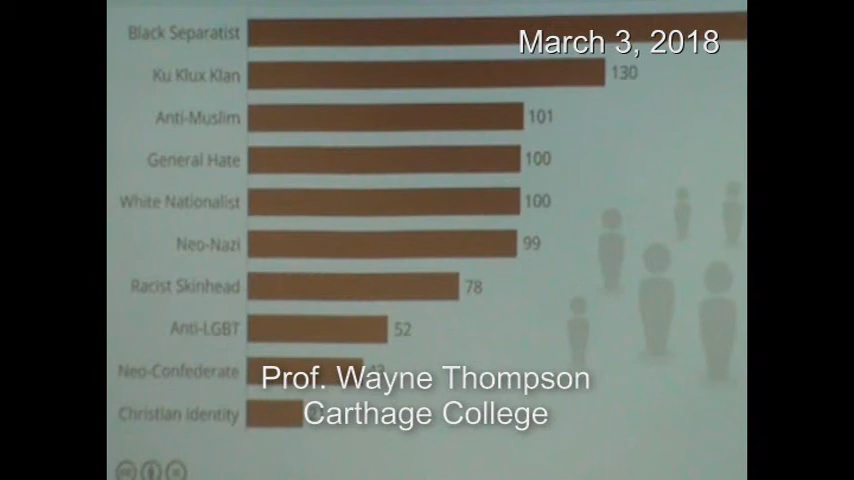 Black Separatist
March 3, 2018
Ku Klux Klan 130
Anti-Muslim 101
General Hate 100
White Nationalist 100
Neo-Nazi 99
Racist Skinhead 78
Anti-LGBT 52
Neo-Confederate
Prof. Wayne Thompson
Christian Identity
Carthage College